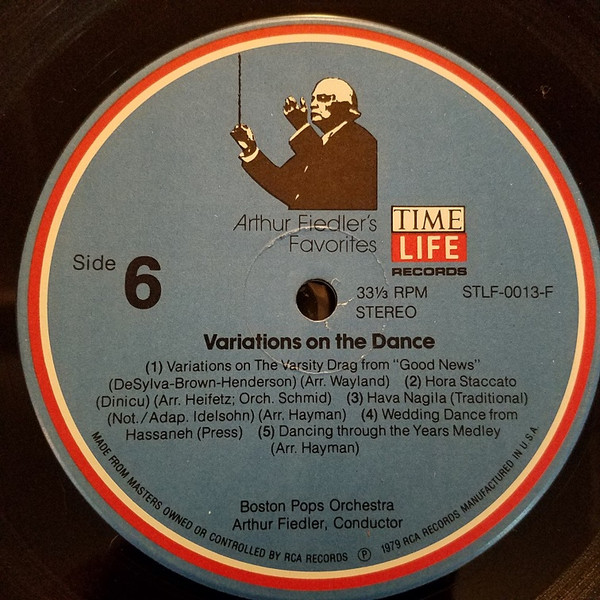 Arthur Fiedler's
Favorites
TIME
LIFE
RECORDS
Side 6
33⅓ RPM STLF-0013-F
STEREO
Variations on the Dance
(1) Variations on The Varsity Drag from "Good News"
(DeSylva-Brown-Henderson) (Arr. Wayland) (2) Hora Staccato
(Dinicu) (Arr. Heifetz; Orch. Schmid) (3) Hava Nagila (Traditional)
(Not./Adap. Idelsohn) (Arr. Hayman) (4) Wedding Dance from
Hassaneh (Press) (5) Dancing through the Years Medley
(Arr. Hayman)
Boston Pops Orchestra
Arthur Fiedler, Conductor
MADE FROM MASTERS OWNED OR CONTROLLED BY RCA RECORDS ℗ 1979 RCA RECORDS MANUFACTURED IN U.S.A.